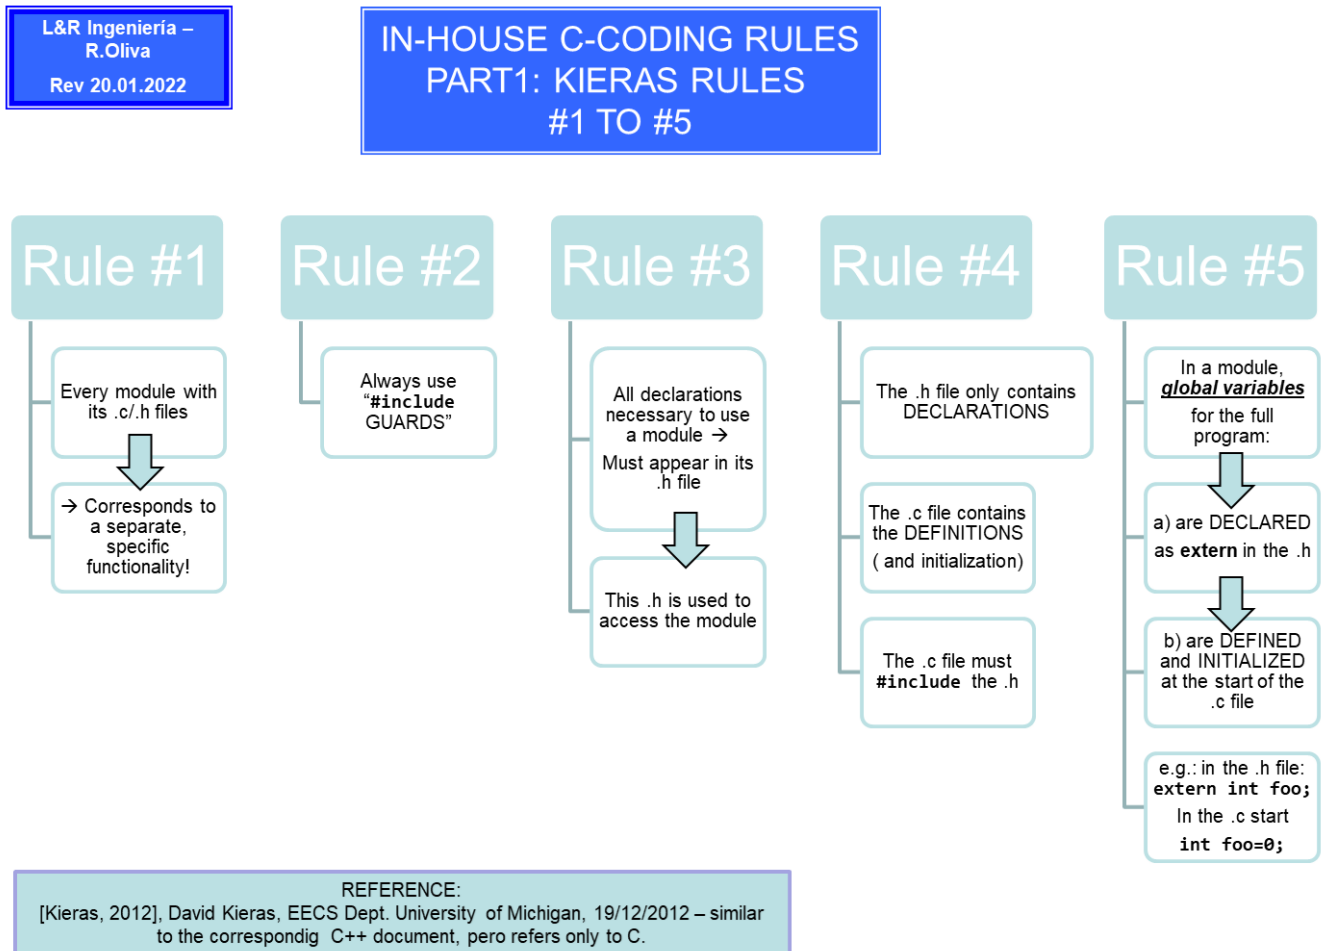 L&R Ingeniería –
R.Oliva
Rev 20.01.2022
IN-HOUSE C-CODING RULES
PART1: KIERAS RULES
#1 TO #5
Rule #1
Every module with
its .c/.h files
→ Corresponds to
a separate,
specific
functionality!
Rule #2
Always use
“#include
GUARDS”
Rule #3
All declarations
necessary to use
a module →
Must appear in its
.h file
This .h is used to
access the module
Rule #4
The .h file only contains
DECLARATIONS
The .c file contains
the DEFINITIONS
( and initialization)
The .c file must
#include the .h
Rule #5
In a module,
global variables
for the full
program:
a) are DECLARED
as extern in the .h
b) are DEFINED
and INITIALIZED
at the start of the
.c file
e.g.: in the .h file:
extern int foo;
In the .c start
int foo=0;
REFERENCE:
[Kieras, 2012], David Kieras, EECS Dept. University of Michigan, 19/12/2012 – similar
to the correspondig C++ document, pero refers only to C.